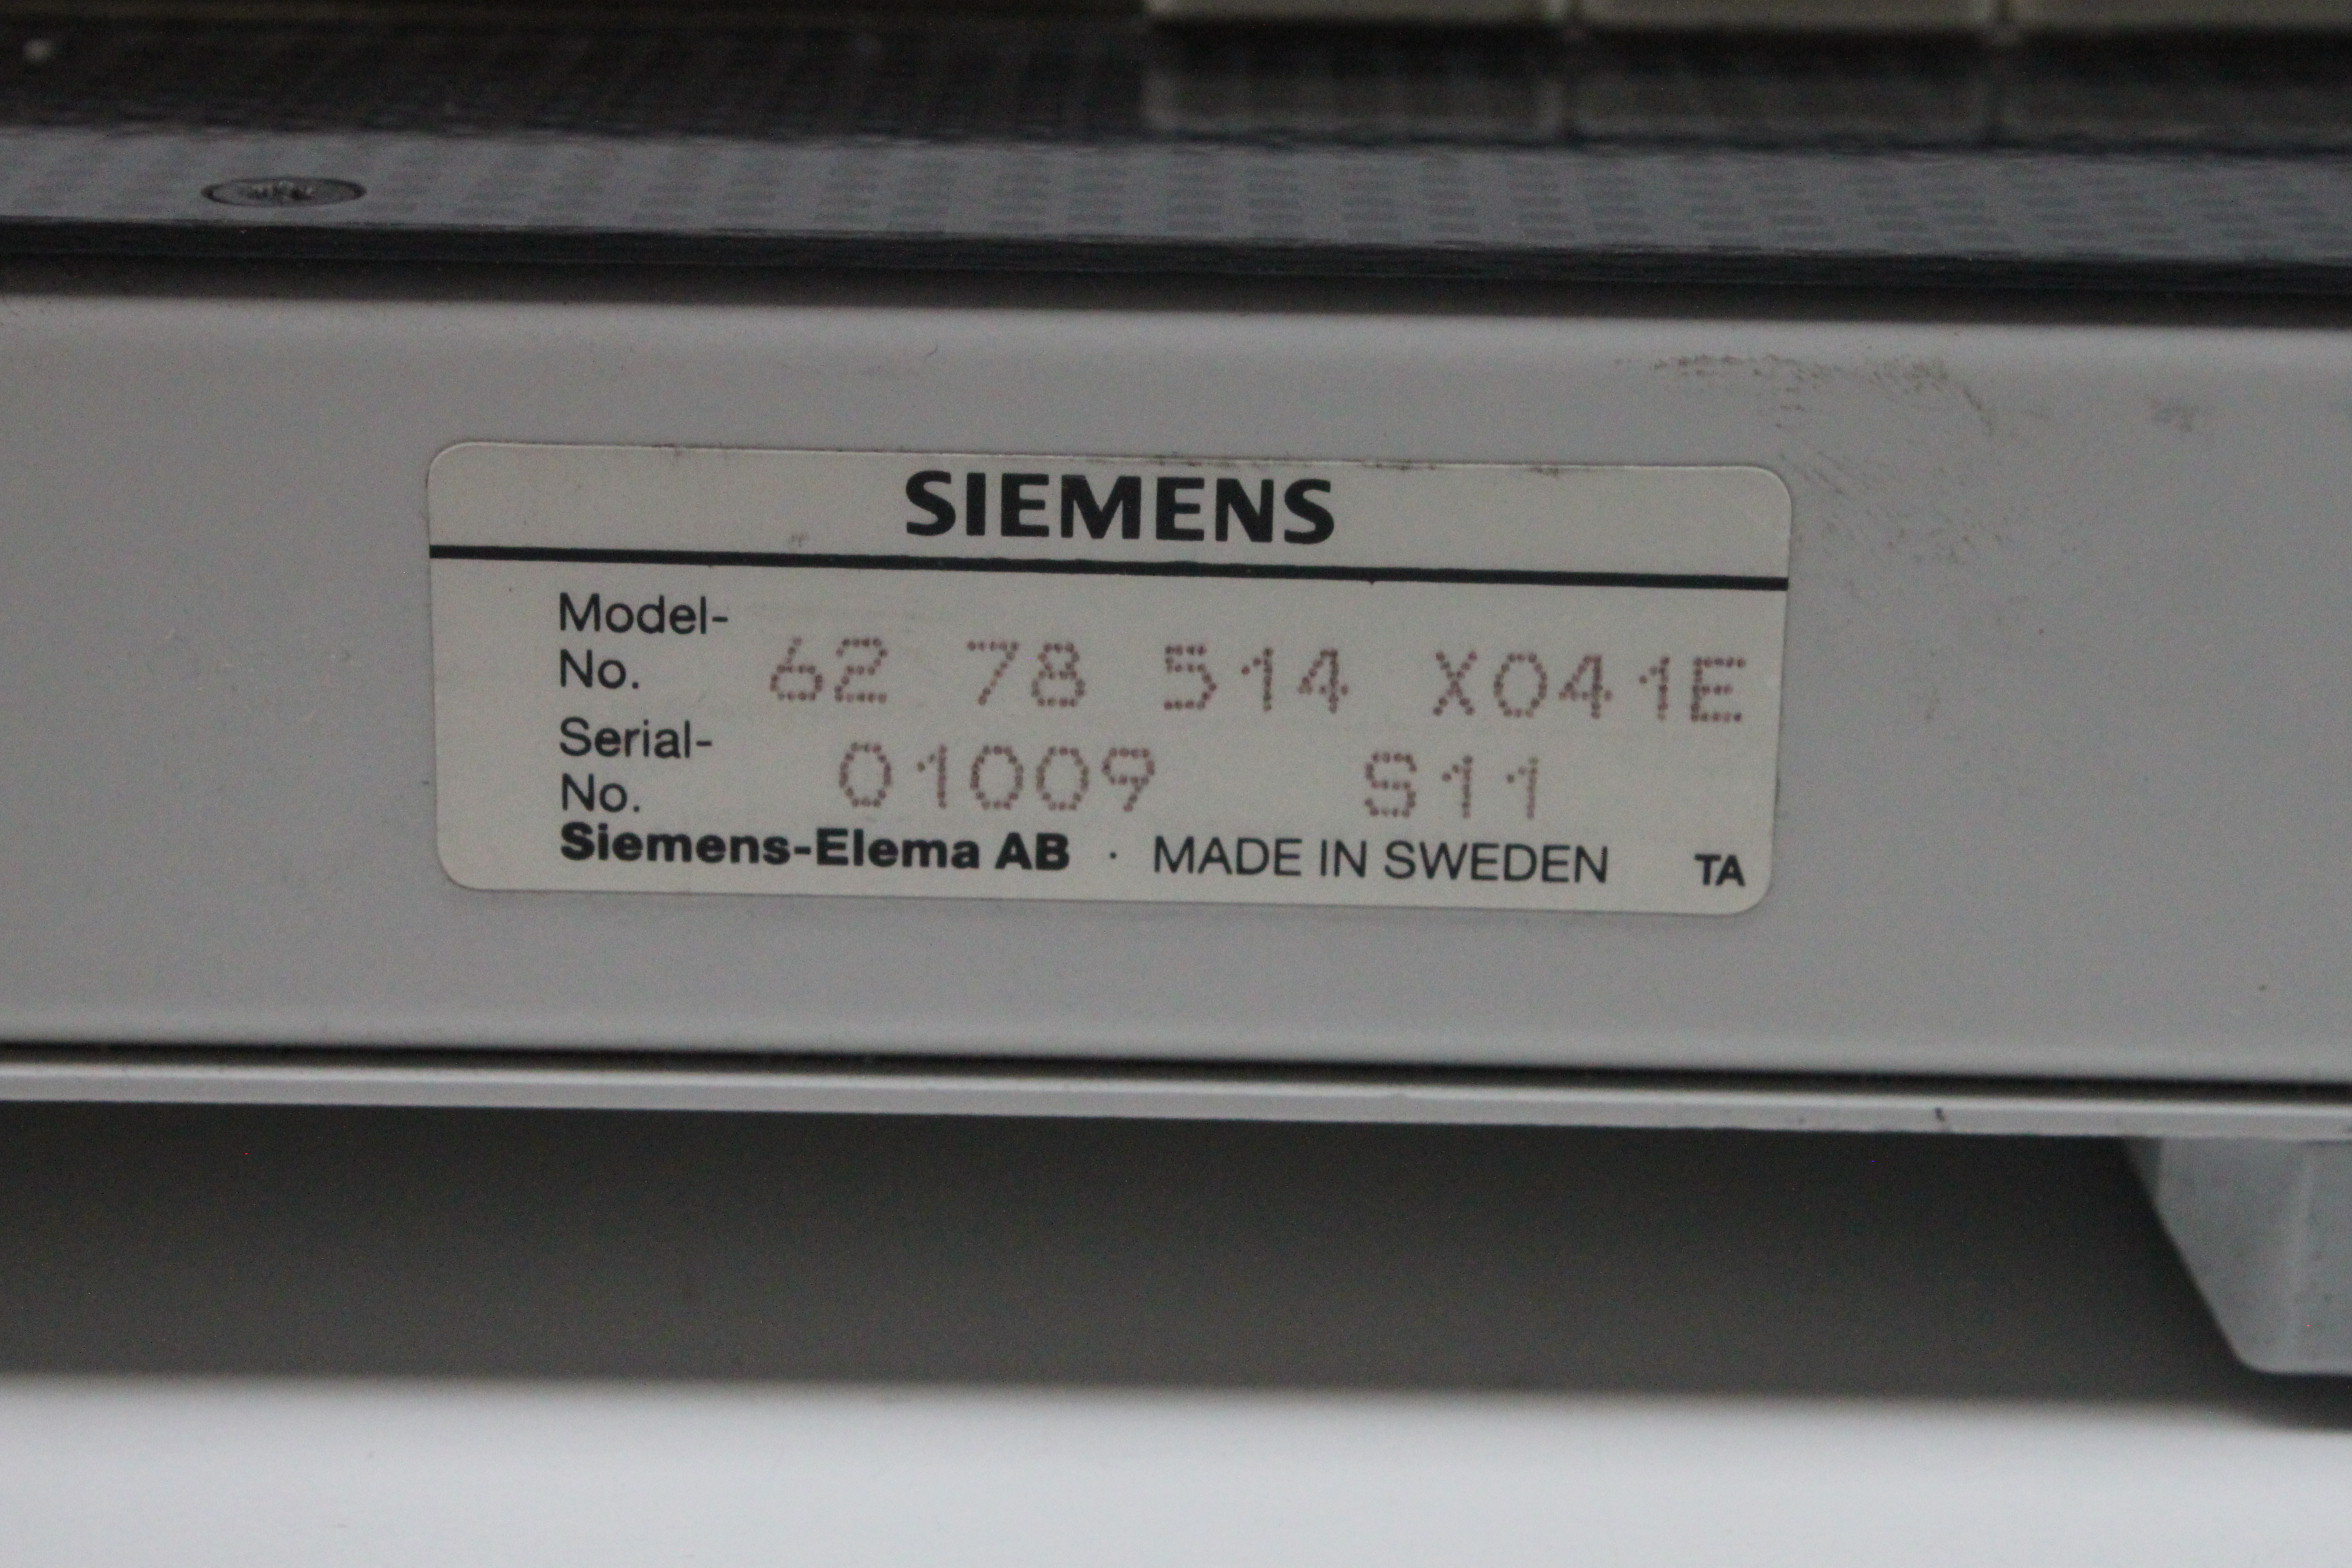 SIEMENS
Model-
No. 62 78 514 X041E
Serial-
No. 01009 S11
Siemens-Elema AB · MADE IN SWEDEN TA